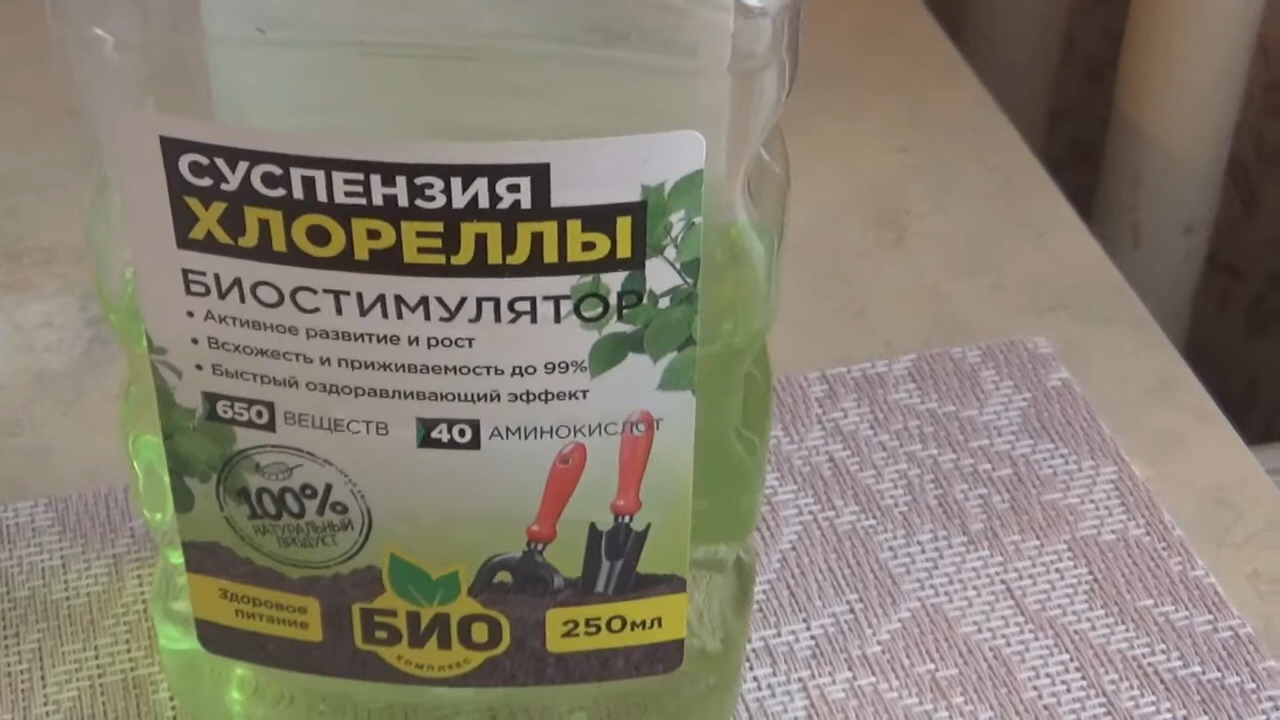 СУСПЕНЗИЯ
ХЛОРЕЛЛЫ
БИОСТИМУЛЯТОР
• Активное развитие и рост
• Всхожесть и приживаемость до 99%
• Быстрый оздоравливающий эффект
650 ВЕЩЕСТВ 40 АМИНОКИСЛОТ
100%
НАТУРАЛЬНЫЙ
ПРОДУКТ
Здоровое
питание
БИО
КОМПЛЕКС
250мл